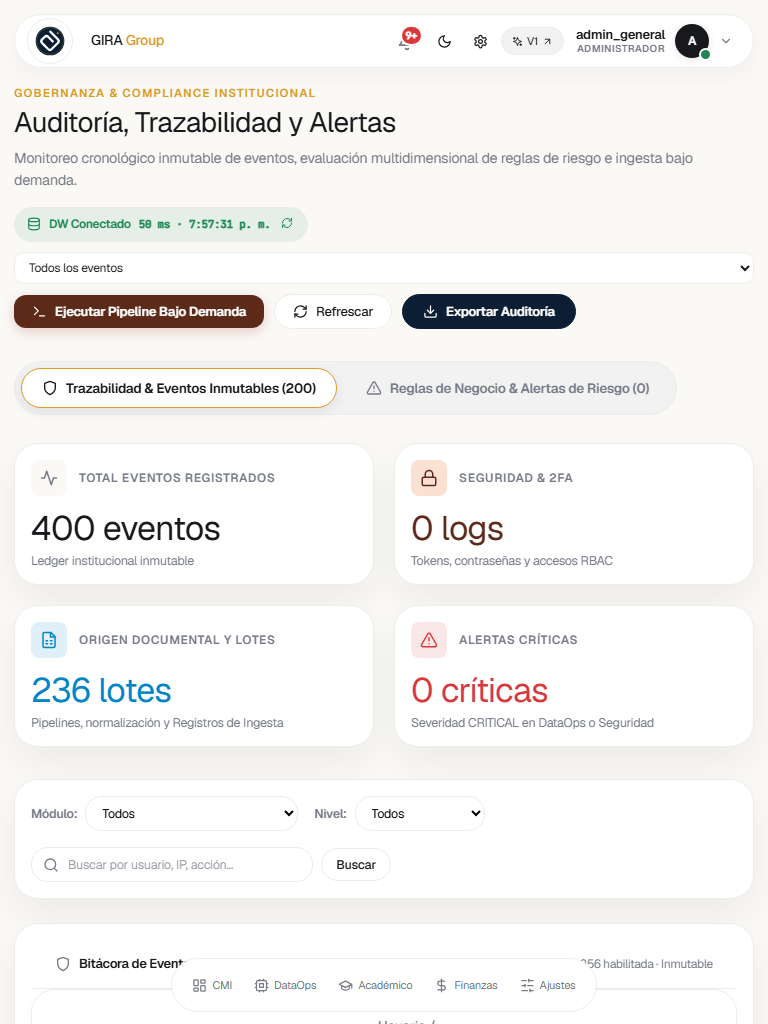 GIRA Group
9+
V1
admin_general
ADMINISTRADOR
A
GOBERNANZA & COMPLIANCE INSTITUCIONAL
Auditoría, Trazabilidad y Alertas
Monitoreo cronológico inmutable de eventos, evaluación multidimensional de reglas de riesgo e ingesta bajo
demanda.
DW Conectado 50 ms · 7:57:31 p. m.
Todos los eventos
Ejecutar Pipeline Bajo Demanda
Refrescar
Exportar Auditoría
Trazabilidad & Eventos Inmutables (200)
Reglas de Negocio & Alertas de Riesgo (0)
TOTAL EVENTOS REGISTRADOS
400 eventos
Ledger institucional inmutable
SEGURIDAD & 2FA
0 logs
Tokens, contraseñas y accesos RBAC
ORIGEN DOCUMENTAL Y LOTES
236 lotes
Pipelines, normalización y Registros de Ingesta
ALERTAS CRÍTICAS
0 críticas
Severidad CRITICAL en DataOps o Seguridad
Módulo: Todos
Nivel: Todos
Buscar por usuario, IP, acción...
Buscar
Bitácora de
habilitada · Inmutable
CMI
DataOps
Académico
Finanzas
Ajustes